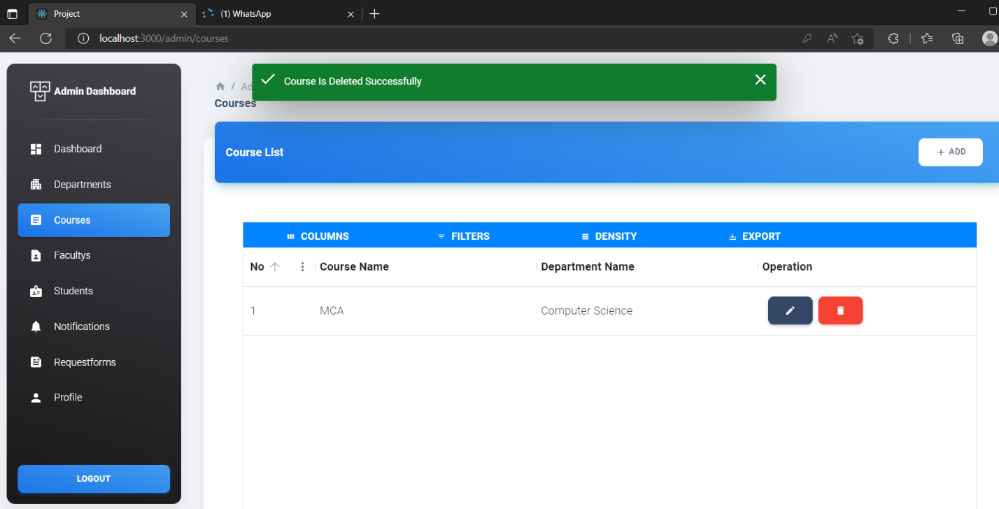 Project
(1) WhatsApp
localhost:3000/admin/courses
Admin Dashboard
Dashboard
Departments
Courses
Facultys
Students
Notifications
Requestforms
Profile
LOGOUT
Course Is Deleted Successfully
/ Ad
Courses
Course List
+ ADD
COLUMNS FILTERS DENSITY EXPORT
No Course Name Department Name Operation
1 MCA Computer Science